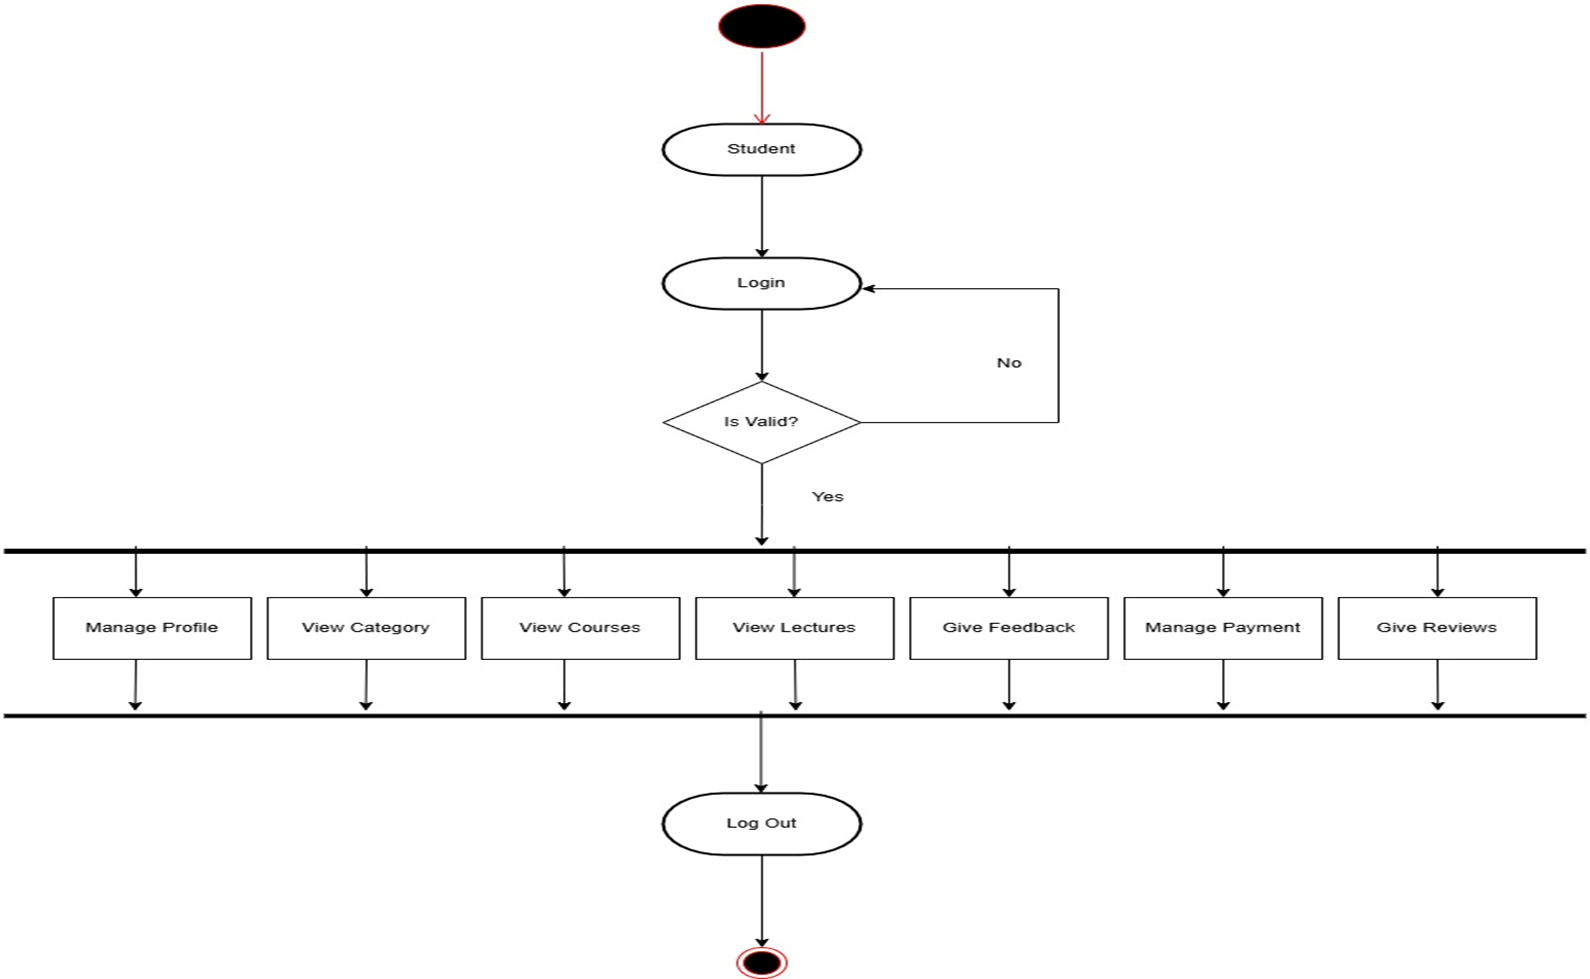 Student
Login
No
Is Valid?
Yes
Manage Profile
View Category
View Courses
View Lectures
Give Feedback
Manage Payment
Give Reviews
Log Out